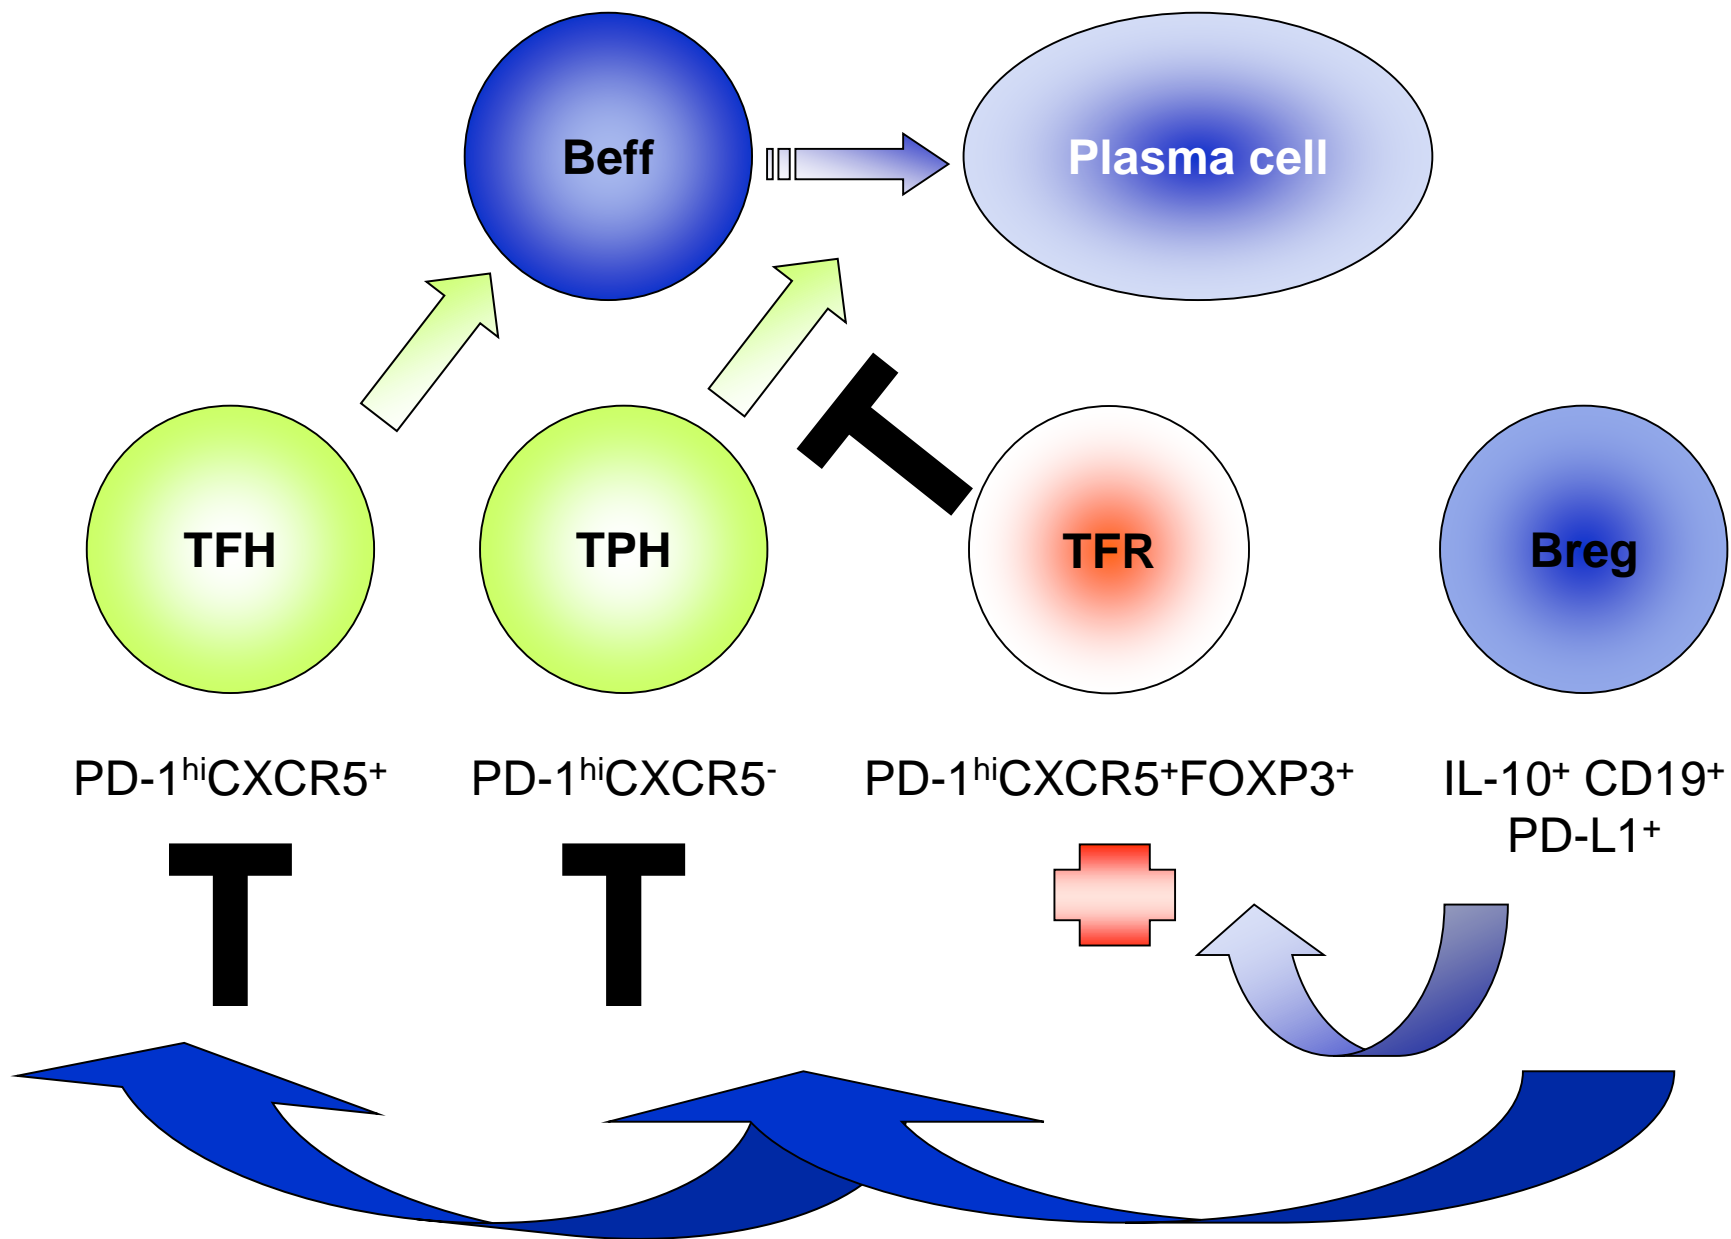 Beff
Plasma cell
TFH
TPH
TFR
Breg
PD-1hiCXCR5+
PD-1hiCXCR5-
PD-1hiCXCR5+FOXP3+
IL-10+ CD19+
PD-L1+